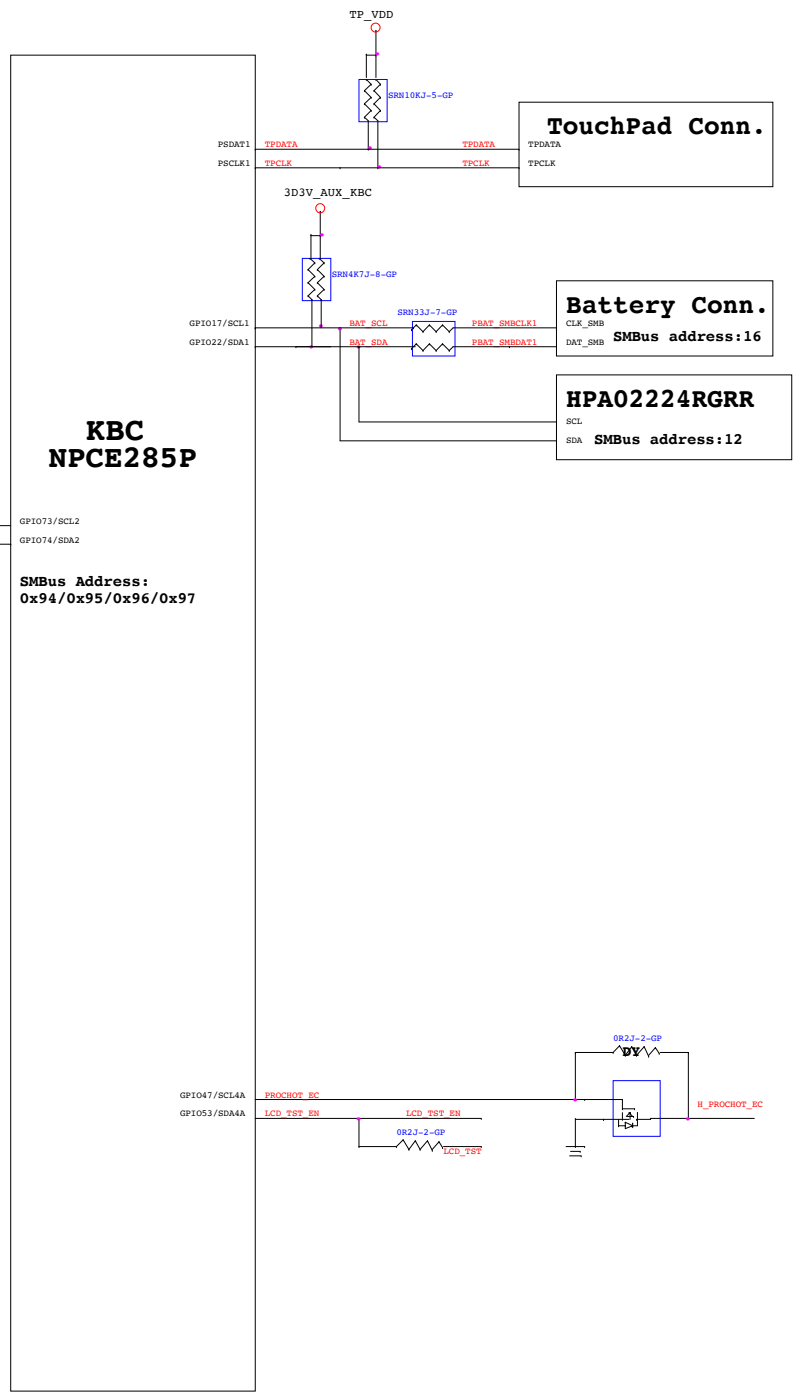 TP_VDD
SRN10KJ-5-GP
TouchPad Conn.
PSDAT1 TPDATA TPDATA TPDATA
PSCLK1 TPCLK TPCLK TPCLK
3D3V_AUX_KBC
SRN4K7J-8-GP
SRN33J-7-GP
Battery Conn.
GPIO17/SCL1 BAT_SCL PBAT_SMBCLK1 CLK_SMB
SMBus address:16
GPIO22/SDA1 BAT_SDA PBAT_SMBDAT1 DAT_SMB
HPA02224RGRR
SCL
SDA SMBus address:12
KBC
NPCE285P
GPIO73/SCL2
GPIO74/SDA2
SMBus Address:
0x94/0x95/0x96/0x97
0R2J-2-GP
DY
GPIO47/SCL4A PROCHOT_EC
H_PROCHOT_EC
GPIO53/SDA4A LCD_TST_EN LCD_TST_EN
0R2J-2-GP
LCD_TST